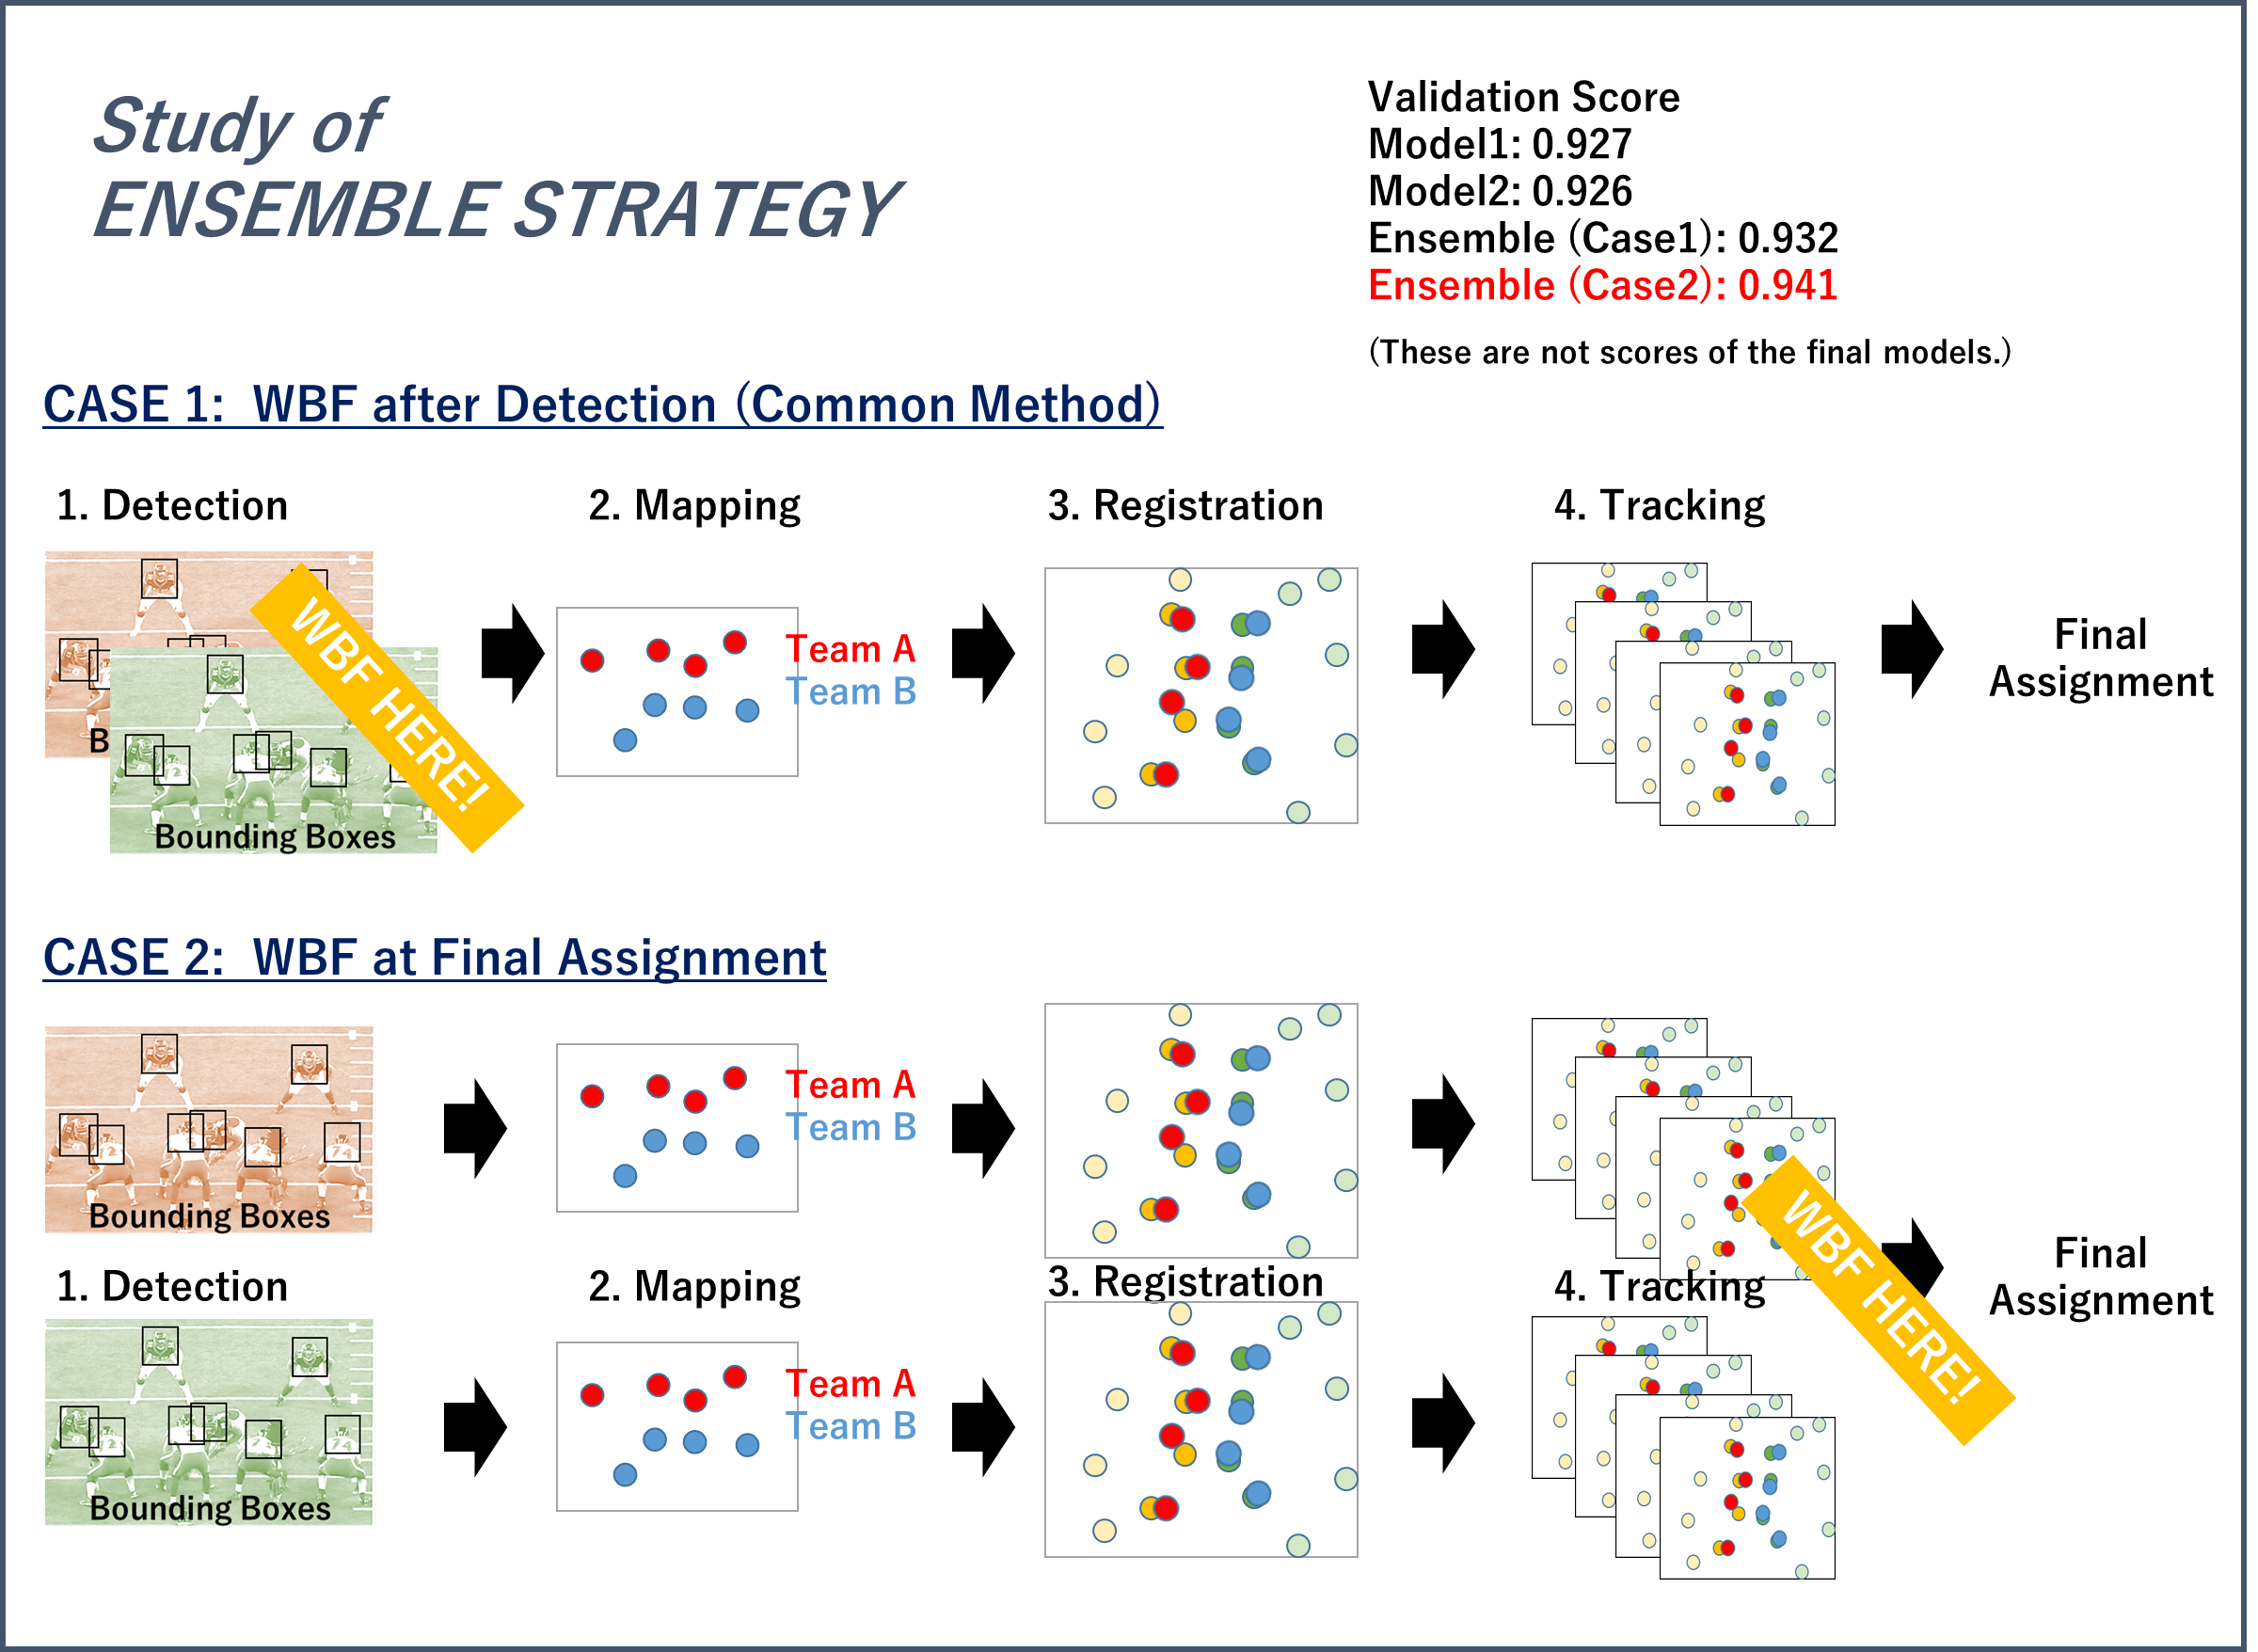 Study of
ENSEMBLE STRATEGY
Validation Score
Model1: 0.927
Model2: 0.926
Ensemble (Case1): 0.932
Ensemble (Case2): 0.941
(These are not scores of the final models.)
CASE 1:  WBF after Detection (Common Method)
1. Detection
2. Mapping
3. Registration
4. Tracking
B
Bounding Boxes
WBF HERE!
Team A
Team B
Final
Assignment
CASE 2:  WBF at Final Assignment
Bounding Boxes
Team A
Team B
1. Detection
2. Mapping
3. Registration
4. Tracking
WBF HERE!
Final
Assignment
Bounding Boxes
Team A
Team B